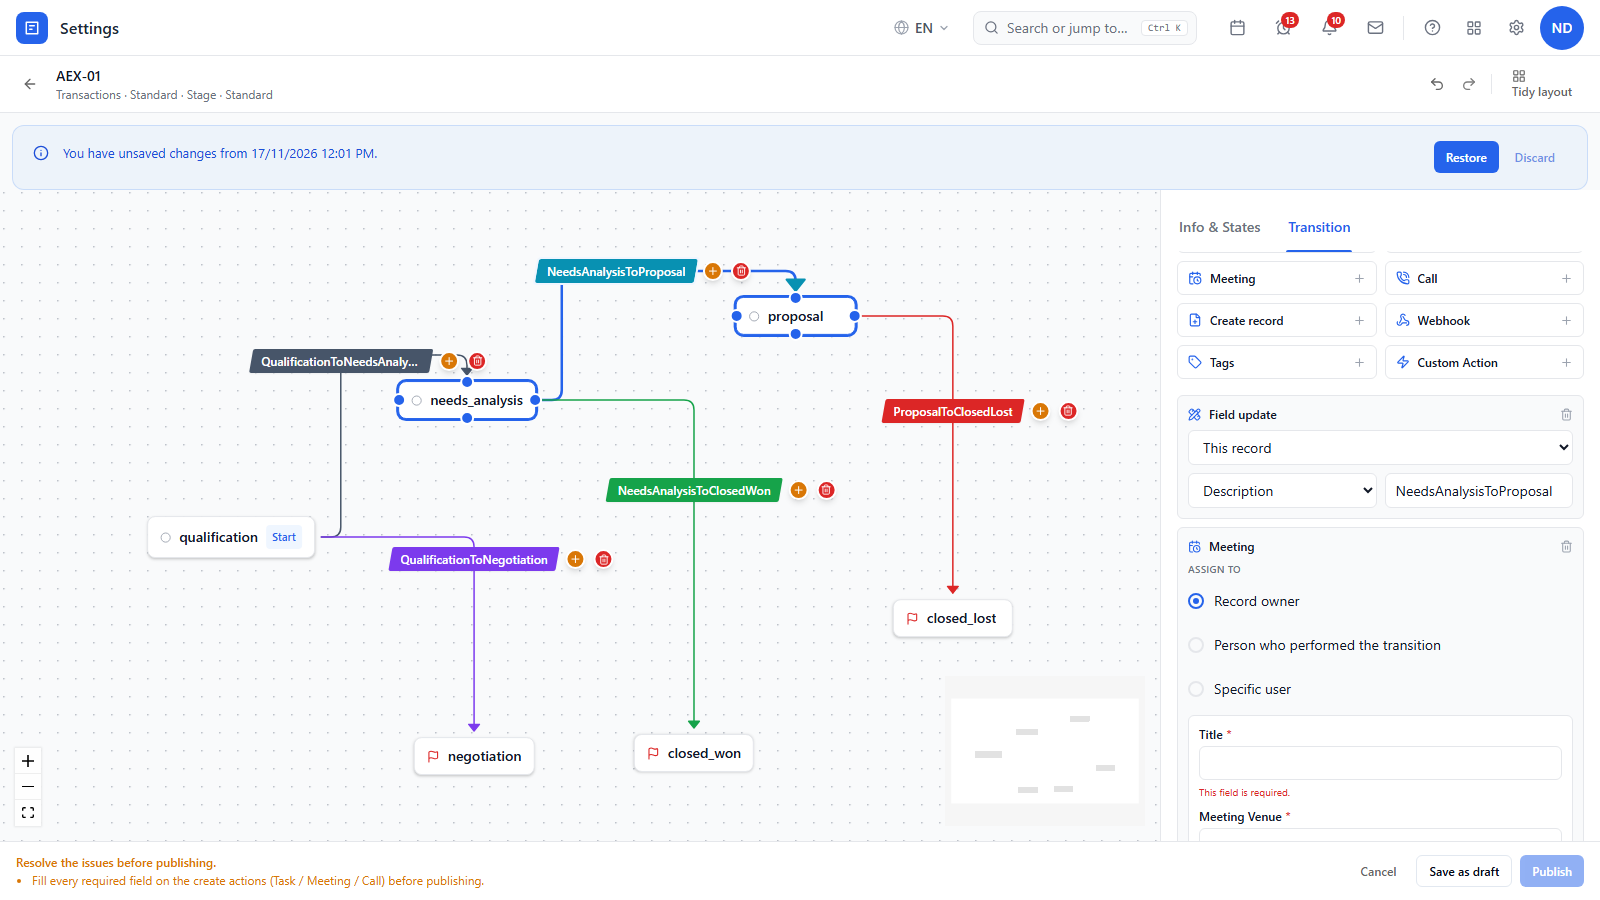 Settings
EN
Search or jump to...
Ctrl K
13
10
ND
AEX-01
Transactions · Standard · Stage · Standard
Tidy layout
You have unsaved changes from 17/11/2026 12:01 PM.
Restore
Discard
Info & States
Transition
NeedsAnalysisToProposal
proposal
QualificationToNeedsAnaly...
needs_analysis
ProposalToClosedLost
NeedsAnalysisToClosedWon
qualification
Start
QualificationToNegotiation
closed_lost
negotiation
closed_won
Meeting
Call
Create record
Webhook
Tags
Custom Action
Field update
This record
Description
NeedsAnalysisToProposal
Meeting
ASSIGN TO
Record owner
Person who performed the transition
Specific user
Title *
This field is required.
Meeting Venue *
Resolve the issues before publishing.
• Fill every required field on the create actions (Task / Meeting / Call) before publishing.
Cancel
Save as draft
Publish